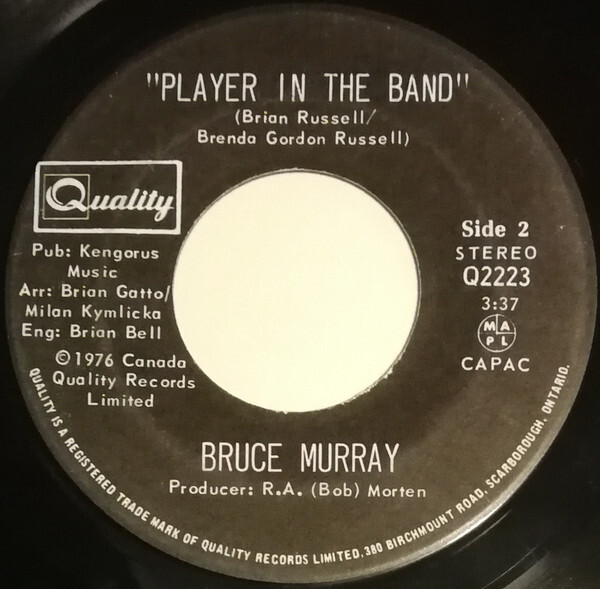 "PLAYER IN THE BAND"
(Brian Russell/
Brenda Gordon Russell)
Quality
Pub: Kengorus
Music
Arr: Brian Gatto/
Milan Kymlicka
Eng: Brian Bell
©1976 Canada
Quality Records
Limited
Side 2
STEREO
Q2223
3:37
MA
PL
CAPAC
BRUCE MURRAY
Producer: R.A. (Bob) Morten
QUALITY IS A REGISTERED TRADE MARK OF QUALITY RECORDS LIMITED, 380 BIRCHMOUNT ROAD, SCARBOROUGH, ONTARIO.